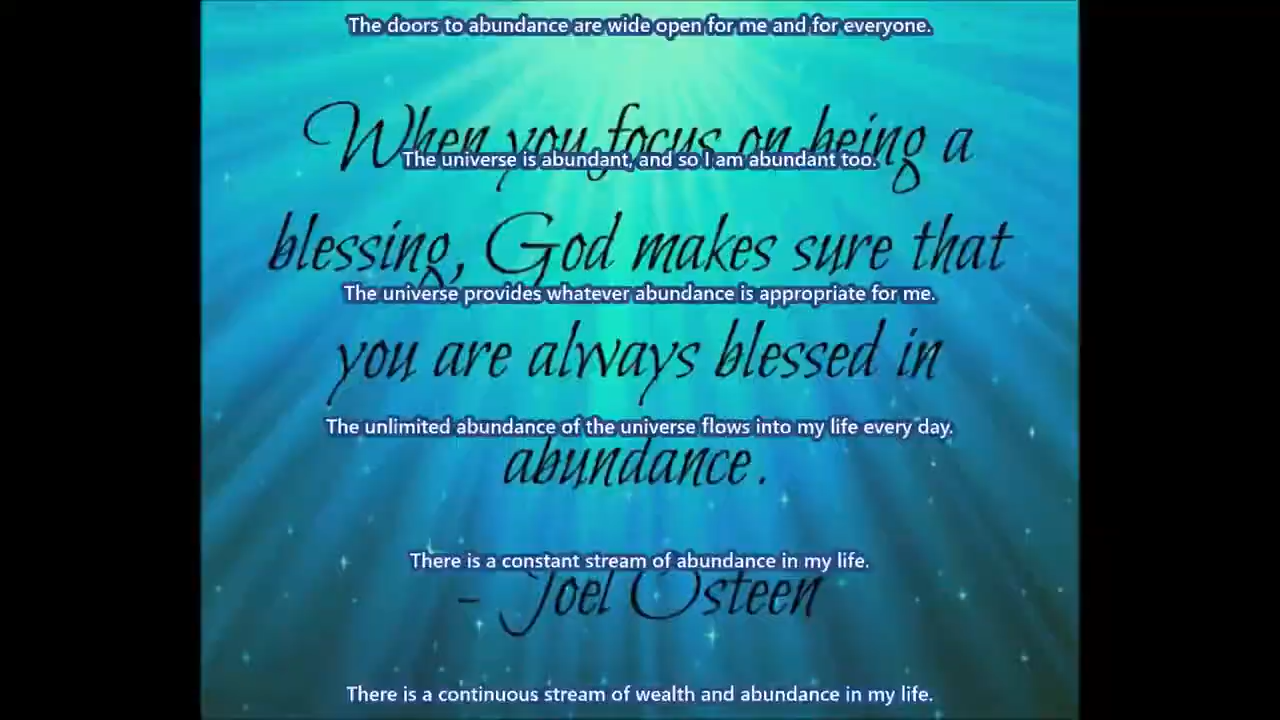 The doors to abundance are wide open for me and for everyone.
When you focus on being a
The universe is abundant, and so I am abundant too.
blessing, God makes sure that
The universe provides whatever abundance is appropriate for me.
you are always blessed in
The unlimited abundance of the universe flows into my life every day.
abundance.
There is a constant stream of abundance in my life.
- Joel Osteen
There is a continuous stream of wealth and abundance in my life.